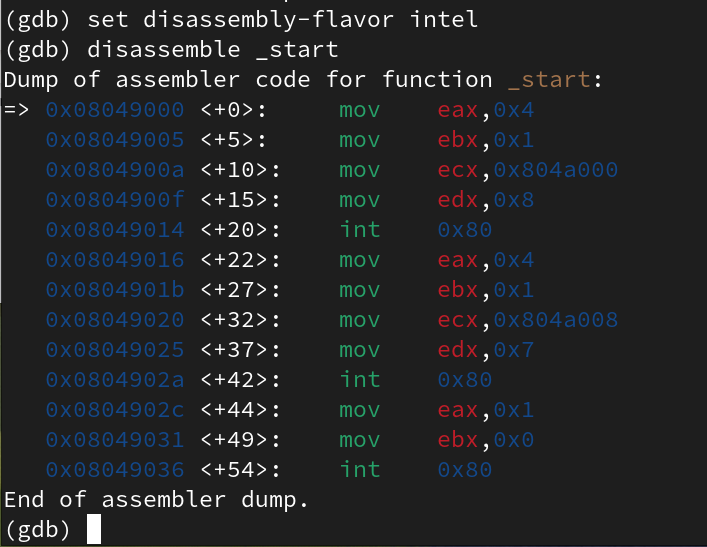 (gdb) set disassembly-flavor intel
(gdb) disassemble _start
Dump of assembler code for function _start:
=> 0x08049000 <+0>:     mov    eax,0x4
   0x08049005 <+5>:     mov    ebx,0x1
   0x0804900a <+10>:    mov    ecx,0x804a000
   0x0804900f <+15>:    mov    edx,0x8
   0x08049014 <+20>:    int    0x80
   0x08049016 <+22>:    mov    eax,0x4
   0x0804901b <+27>:    mov    ebx,0x1
   0x08049020 <+32>:    mov    ecx,0x804a008
   0x08049025 <+37>:    mov    edx,0x7
   0x0804902a <+42>:    int    0x80
   0x0804902c <+44>:    mov    eax,0x1
   0x08049031 <+49>:    mov    ebx,0x0
   0x08049036 <+54>:    int    0x80
End of assembler dump.
(gdb)